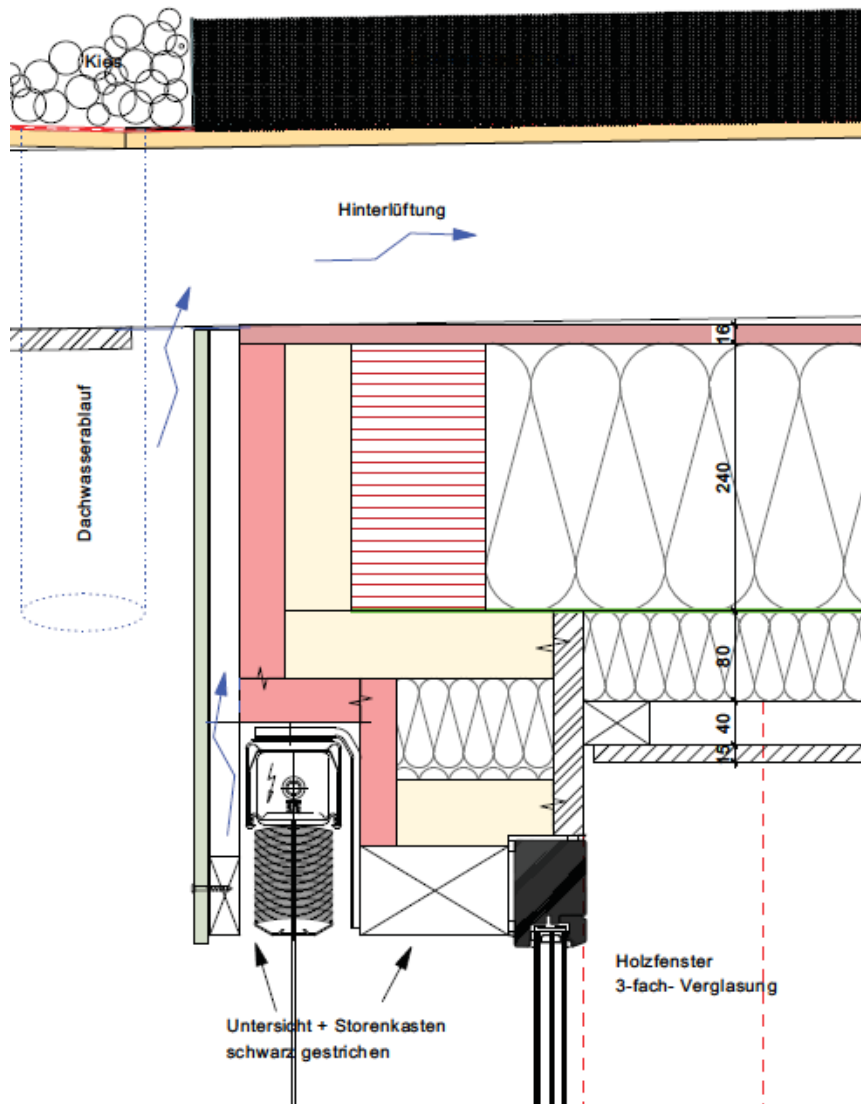 Kies
Hinterlüftung
Dachwasserablauf
16
240
80
40
15
Holzfenster
3-fach- Verglasung
Untersicht + Storenkasten
schwarz gestrichen